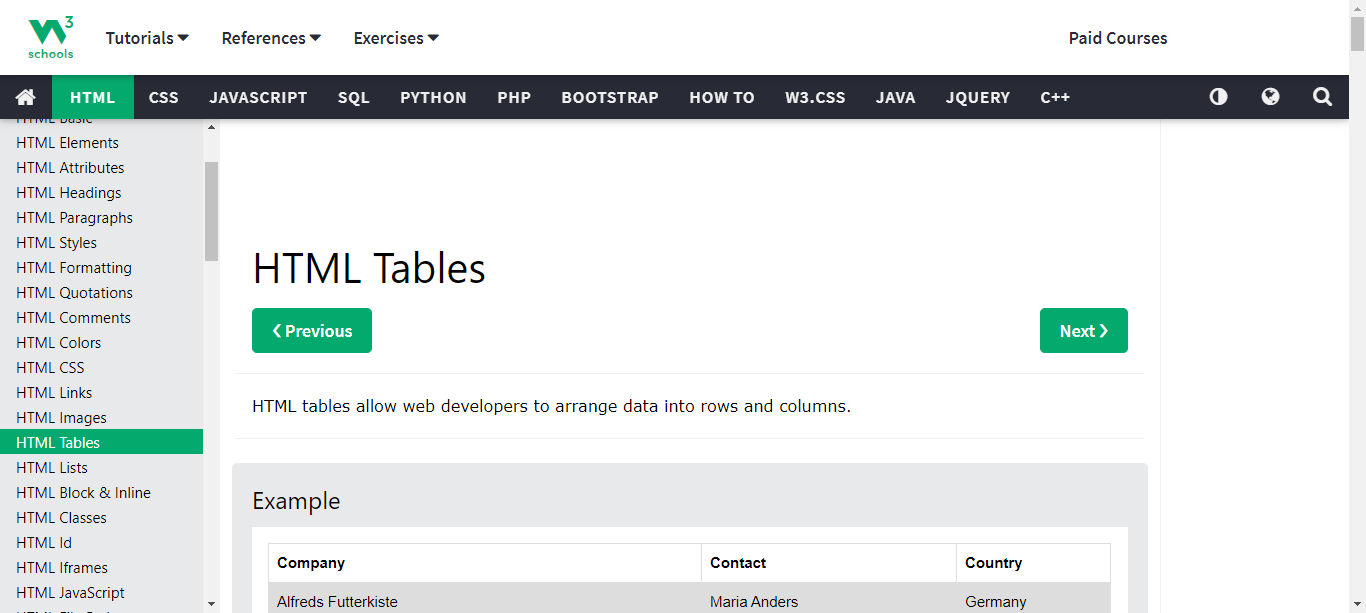 3
schools
Tutorials References Exercises Paid Courses
HTML CSS JAVASCRIPT SQL PYTHON PHP BOOTSTRAP HOW TO W3.CSS JAVA JQUERY C++
HTML Basic
HTML Elements
HTML Attributes
HTML Headings
HTML Paragraphs
HTML Styles
HTML Formatting
HTML Quotations
HTML Comments
HTML Colors
HTML CSS
HTML Links
HTML Images
HTML Tables
HTML Lists
HTML Block & Inline
HTML Classes
HTML Id
HTML Iframes
HTML JavaScript
HTML Tables
❮ Previous Next ❯
HTML tables allow web developers to arrange data into rows and columns.
Example
Company Contact Country
Alfreds Futterkiste Maria Anders Germany